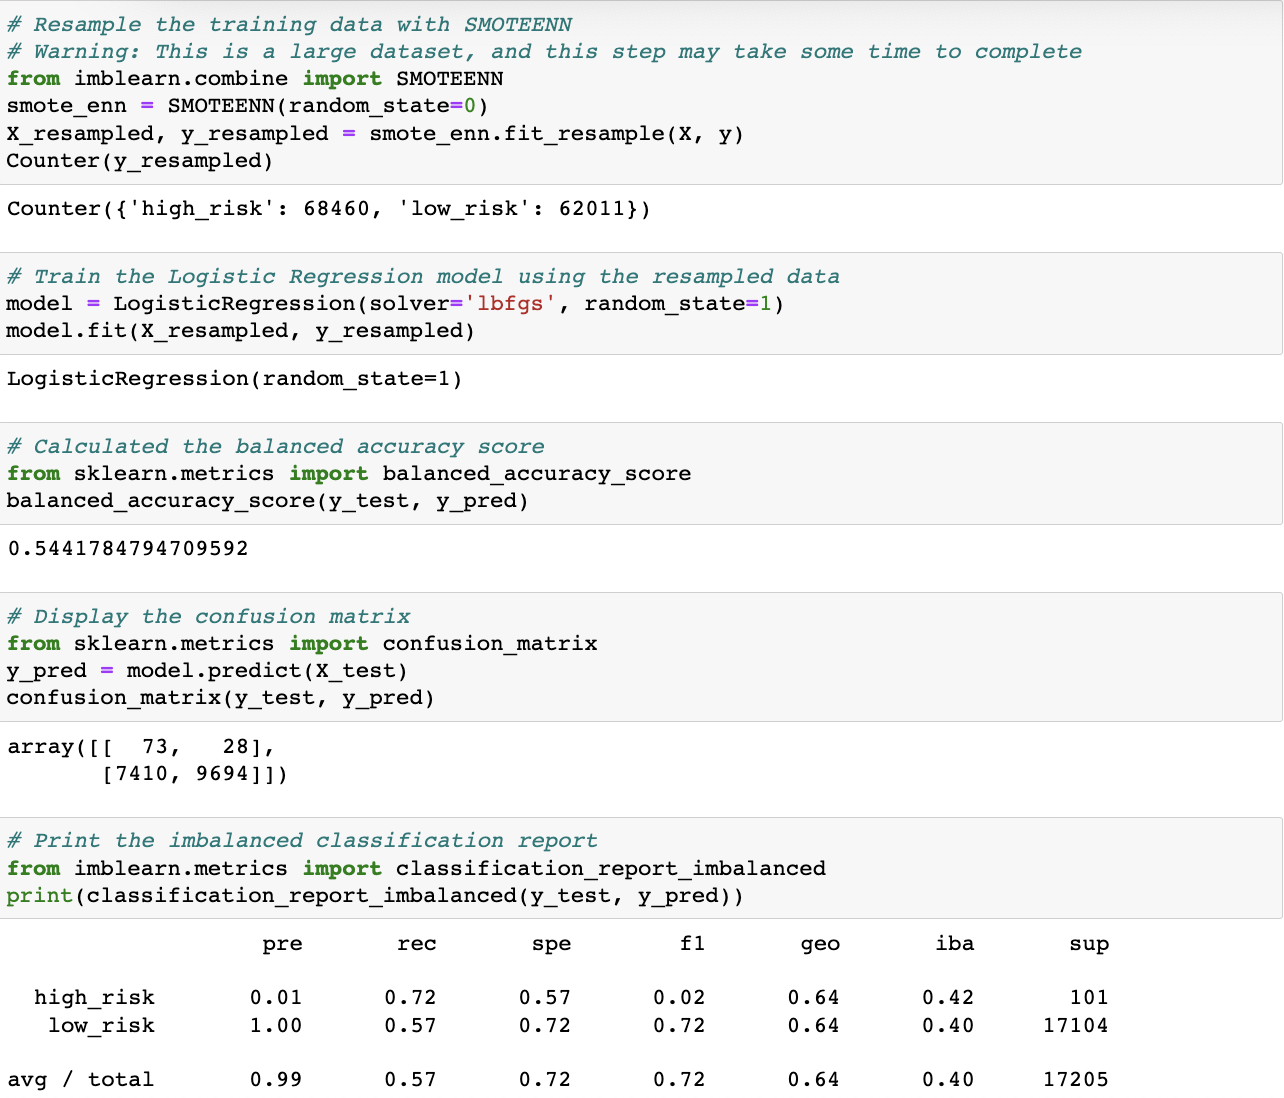 # Resample the training data with SMOTEENN
# Warning: This is a large dataset, and this step may take some time to complete
from imblearn.combine import SMOTEENN
smote_enn = SMOTEENN(random_state=0)
X_resampled, y_resampled = smote_enn.fit_resample(X, y)
Counter(y_resampled)
Counter({'high_risk': 68460, 'low_risk': 62011})
# Train the Logistic Regression model using the resampled data
model = LogisticRegression(solver='lbfgs', random_state=1)
model.fit(X_resampled, y_resampled)
LogisticRegression(random_state=1)
# Calculated the balanced accuracy score
from sklearn.metrics import balanced_accuracy_score
balanced_accuracy_score(y_test, y_pred)
0.5441784794709592
# Display the confusion matrix
from sklearn.metrics import confusion_matrix
y_pred = model.predict(X_test)
confusion_matrix(y_test, y_pred)
array([[  73,   28],
       [7410, 9694]])
# Print the imbalanced classification report
from imblearn.metrics import classification_report_imbalanced
print(classification_report_imbalanced(y_test, y_pred))
                   pre       rec       spe        f1       geo       iba       sup
  high_risk       0.01      0.72      0.57      0.02      0.64      0.42       101
   low_risk       1.00      0.57      0.72      0.72      0.64      0.40     17104
avg / total       0.99      0.57      0.72      0.72      0.64      0.40     17205